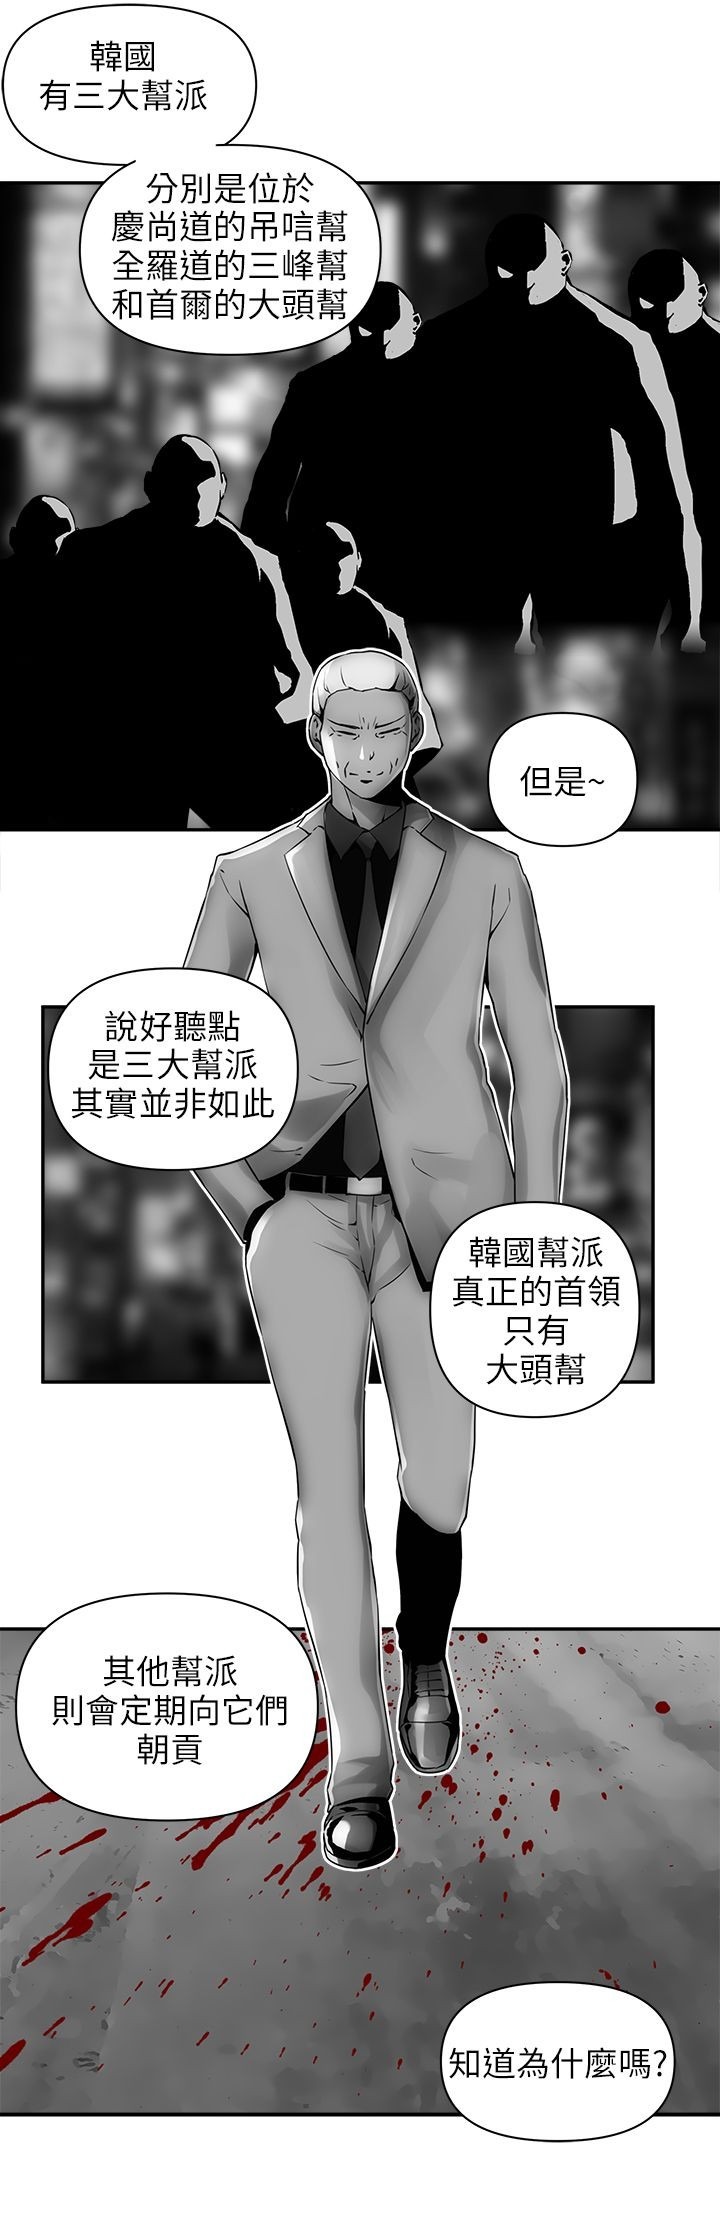 韓國
有三大幫派
分別是位於
慶尚道的吊唁幫
全羅道的三峰幫
和首爾的大頭幫
但是~
說好聽點
是三大幫派
其實並非如此
韓國幫派
真正的首領
只有
大頭幫
其他幫派
則會定期向它們
朝貢
知道為什麼嗎?